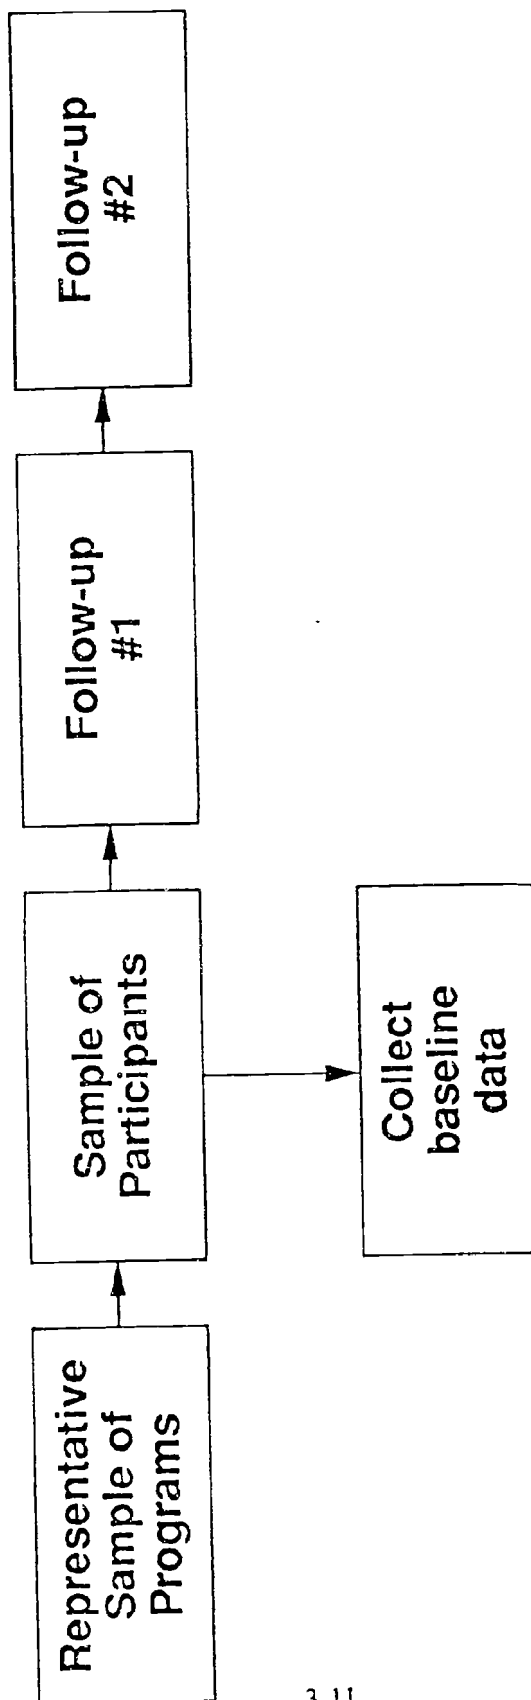 Representative
Sample of
Programs
Sample of
Participants
Follow-up
#1
Follow-up
#2
Collect
baseline
data
3.11